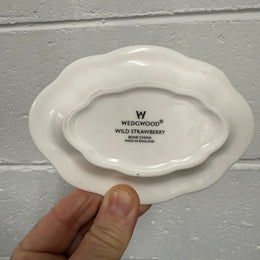 W
WEDGWOOD®
WILD STRAWBERRY
BONE CHINA
MADE IN ENGLAND